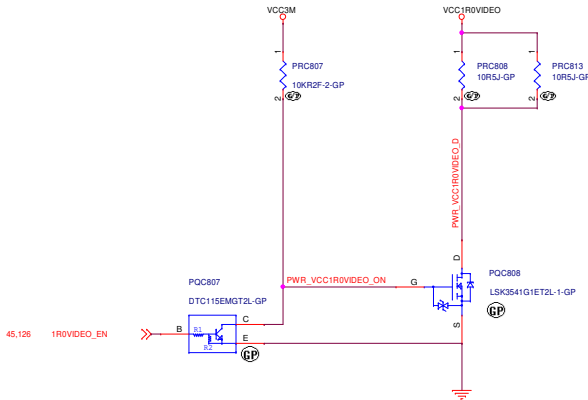 VCC3M
VCC1R0VIDEO
1
PRC807
10KR2F-2-GP
2
1
PRC808
10R5J-GP
2
1
PRC813
10R5J-GP
2
PWR_VCC1R0VIDEO_D
D
PQC808
LSK3541G1ET2L-1-GP
G
S
GP
PWR_VCC1R0VIDEO_ON
PQC807
DTC115EMGT2L-GP
C
45,126 1R0VIDEO_EN
B
R1
R2
E
GP